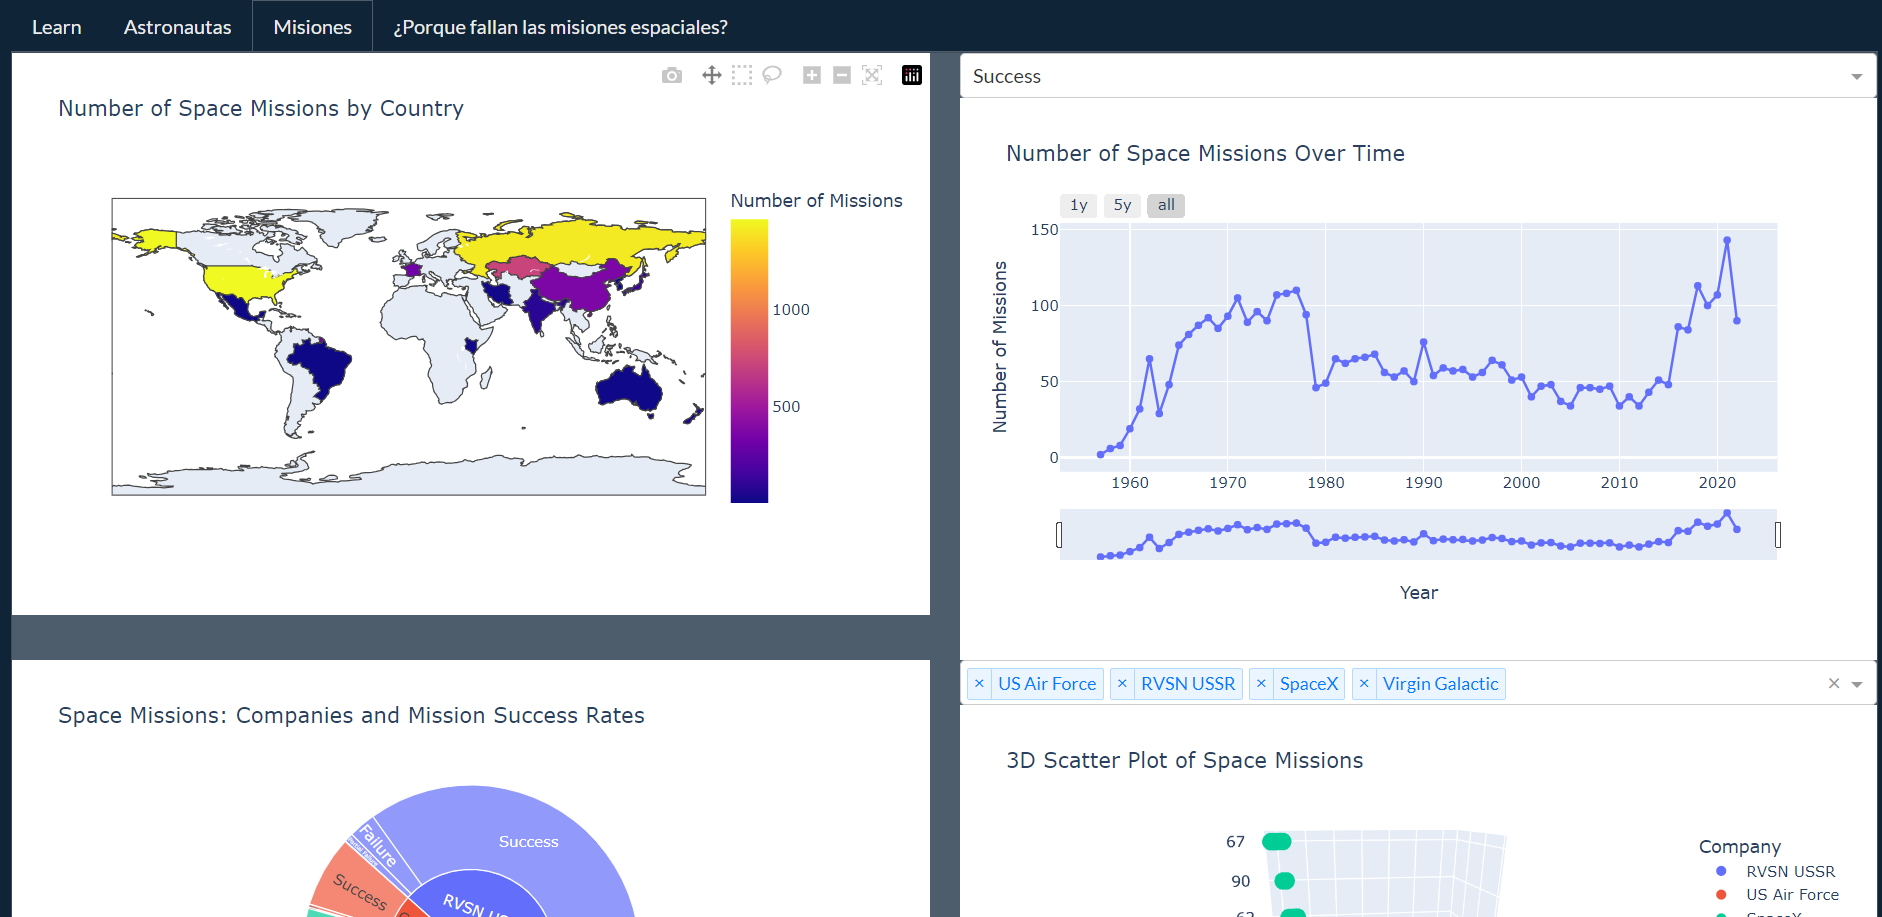 Learn
Astronautas
Misiones
¿Porque fallan las misiones espaciales?
Number of Space Missions by Country
Number of Missions
1000
500
Success
Number of Space Missions Over Time
1y
5y
all
Number of Missions
150
100
50
0
1960
1970
1980
1990
2000
2010
2020
Year
Space Missions: Companies and Mission Success Rates
Success
Failure
Success
× US Air Force
× RVSN USSR
× SpaceX
× Virgin Galactic
×
3D Scatter Plot of Space Missions
67
90
Company
RVSN USSR
US Air Force